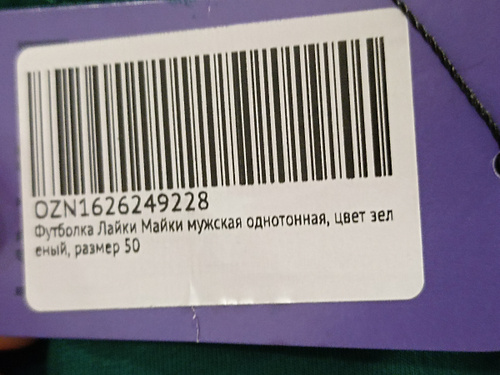 OZN1626249228
Футболка Лайки Майки мужская однотонная, цвет зел
еный, размер 50